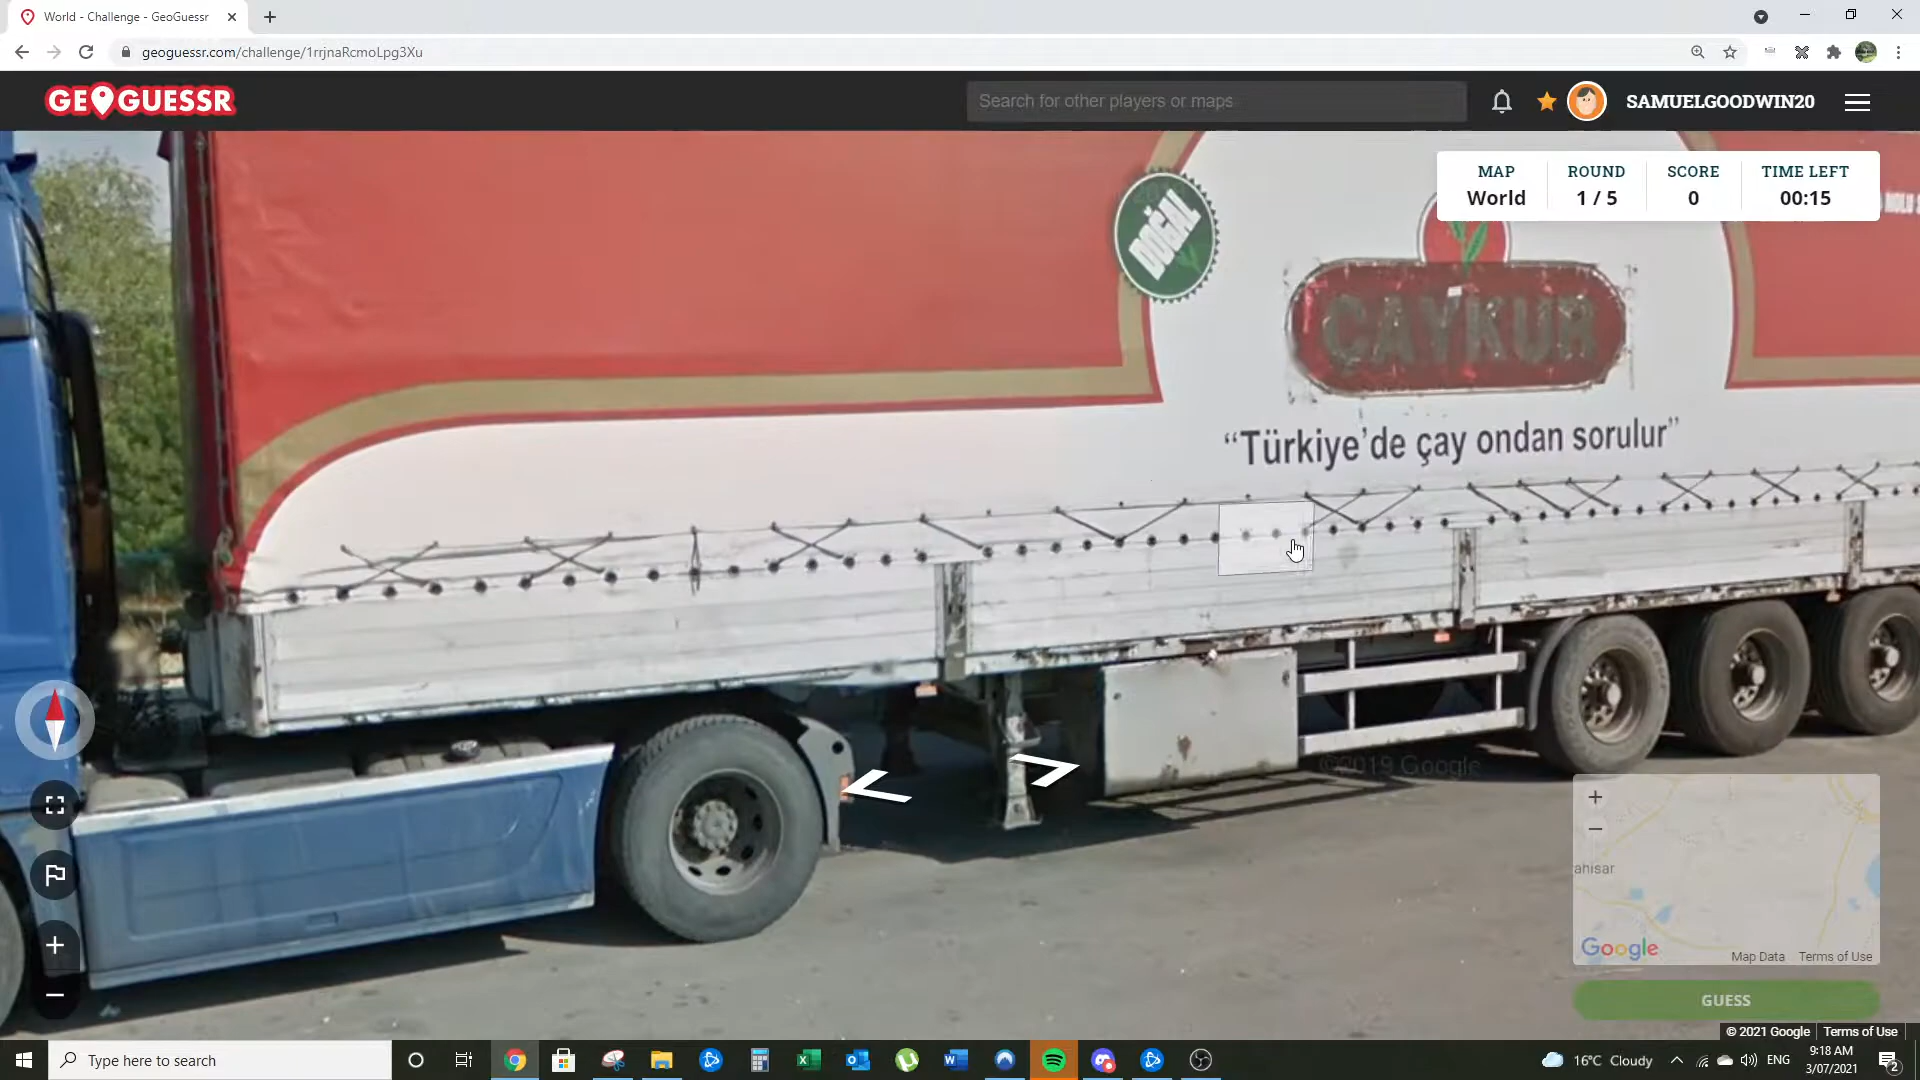 World - Challenge - GeoGuessr
geoguessr.com/challenge/1rrjnaRcmoLpg3Xu
GEOGUESSR
Search for other players or maps
SAMUELGOODWIN20
MAP ROUND SCORE TIME LEFT
World 1 / 5 0 00:15
DOĞAL
ÇAYKUR
"Türkiye'de çay ondan sorulur"
©2019 Google
ahisar
Google
Map Data Terms of Use
GUESS
© 2021 Google Terms of Use
Type here to search
16°C Cloudy
ENG
9:18 AM
3/07/2021
2